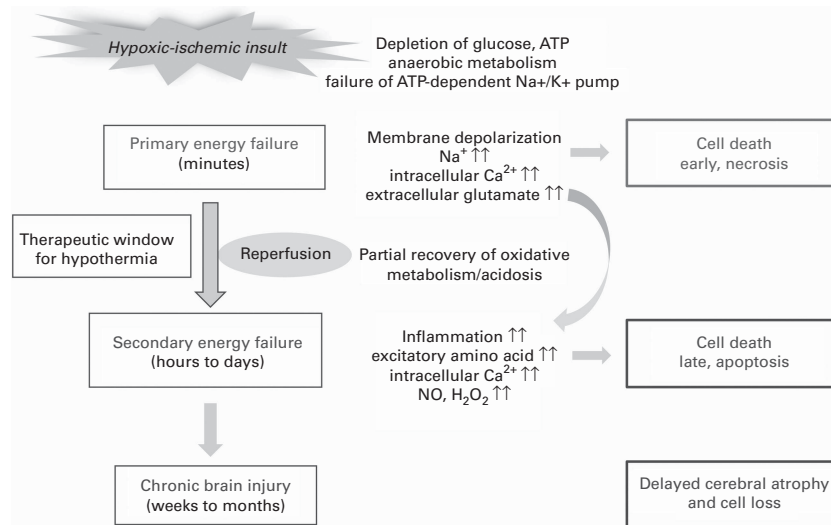 Hypoxic-ischemic insult
Depletion of glucose, ATP
anaerobic metabolism
failure of ATP-dependent Na+/K+ pump
Primary energy failure
(minutes)
Membrane depolarization
Na⁺ ↑↑
intracellular Ca²⁺ ↑↑
extracellular glutamate ↑↑
Cell death
early, necrosis
Therapeutic window
for hypothermia
Reperfusion
Partial recovery of oxidative
metabolism/acidosis
Secondary energy failure
(hours to days)
Inflammation ↑↑
excitatory amino acid ↑↑
intracellular Ca²⁺ ↑↑
NO, H₂O₂ ↑↑
Cell death
late, apoptosis
Chronic brain injury
(weeks to months)
Delayed cerebral atrophy
and cell loss